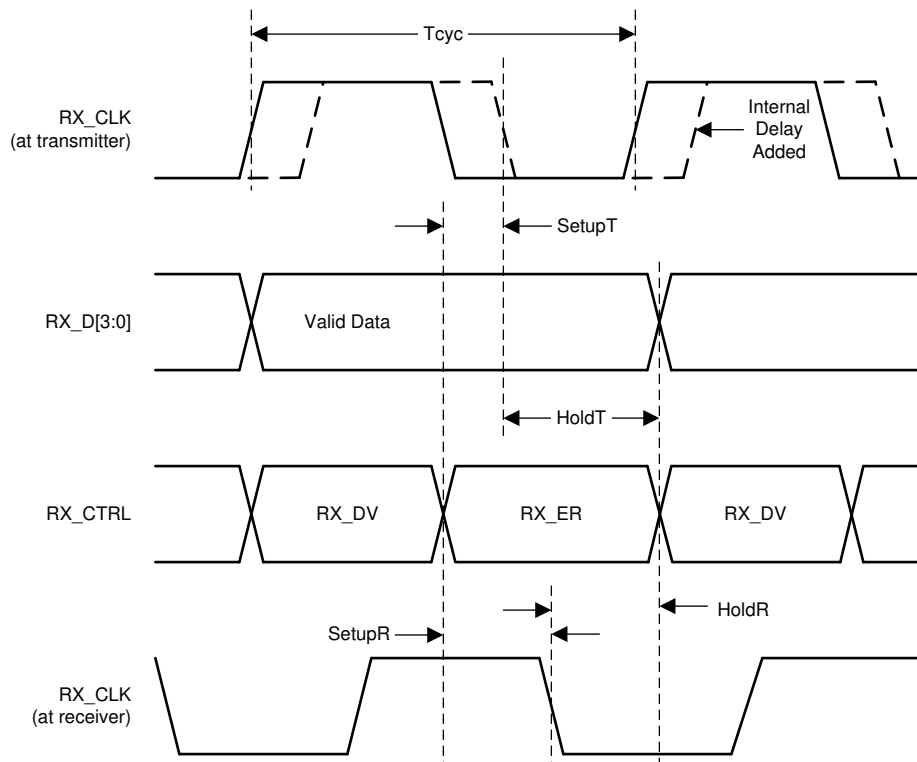 Tcyc
RX_CLK
(at transmitter)
Internal
Delay
Added
SetupT
RX_D[3:0]
Valid Data
HoldT
RX_CTRL
RX_DV
RX_ER
RX_DV
HoldR
SetupR
RX_CLK
(at receiver)